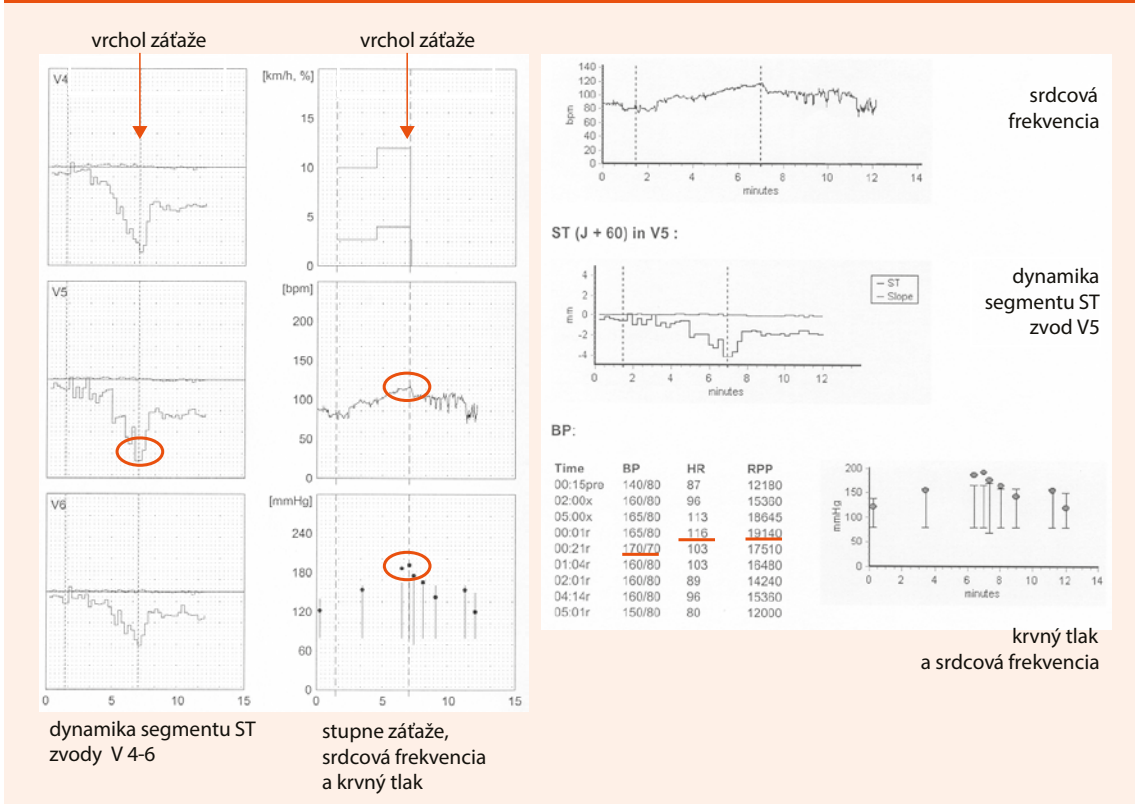 vrchol záťaže
vrchol záťaže
V4
V5
V6
0 5 10 15
dynamika segmentu ST
zvody V 4-6
[km/h, %]
15
10
5
0
[bpm]
200
150
100
50
0
[mmHg]
240
180
120
60
0
0 5 10 15
stupne záťaže,
srdcová frekvencia
a krvný tlak
140
120
100
80
60
40
20
0
bpm
0 2 4 6 8 10 12 14
minutes
srdcová
frekvencia
ST (J + 60) in V5 :
4
2
0
-2
-4
mm
ST
Slope
0 2 4 6 8 10 12
minutes
dynamika
segmentu ST
zvod V5
BP:
Time BP HR RPP
00:15pre 140/80 87 12180
02:00x 160/80 96 15360
05:00x 165/80 113 18645
00:01r 165/80 116 19140
00:21r 170/70 103 17510
01:04r 160/80 103 16480
02:01r 160/80 89 14240
04:14r 160/80 96 15360
05:01r 150/80 80 12000
200
150
100
50
0
mmHg
0 2 4 6 8 10 12 14
minutes
krvný tlak
a srdcová frekvencia